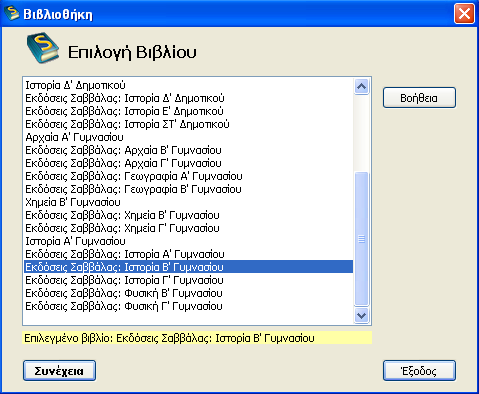 Βιβλιοθήκη
Επιλογή Βιβλίου
Ιστορία Δ' Δημοτικού
Εκδόσεις Σαββάλας: Ιστορία Δ' Δημοτικού
Εκδόσεις Σαββάλας: Ιστορία Ε' Δημοτικού
Εκδόσεις Σαββάλας: Ιστορία ΣΤ' Δημοτικού
Αρχαία Α' Γυμνασίου
Εκδόσεις Σαββάλας: Αρχαία Β' Γυμνασίου
Εκδόσεις Σαββάλας: Αρχαία Γ' Γυμνασίου
Εκδόσεις Σαββάλας: Γεωγραφία Α' Γυμνασίου
Εκδόσεις Σαββάλας: Γεωγραφία Β' Γυμνασίου
Χημεία Β' Γυμνασίου
Εκδόσεις Σαββάλας: Χημεία Β' Γυμνασίου
Εκδόσεις Σαββάλας: Χημεία Γ' Γυμνασίου
Ιστορία Α' Γυμνασίου
Εκδόσεις Σαββάλας: Ιστορία Α' Γυμνασίου
Εκδόσεις Σαββάλας: Ιστορία Β' Γυμνασίου
Εκδόσεις Σαββάλας: Ιστορία Γ' Γυμνασίου
Εκδόσεις Σαββάλας: Φυσική Β' Γυμνασίου
Εκδόσεις Σαββάλας: Φυσική Γ' Γυμνασίου
Βοήθεια
Επιλεγμένο βιβλίο: Εκδόσεις Σαββάλας: Ιστορία Β' Γυμνασίου
Συνέχεια
Έξοδος